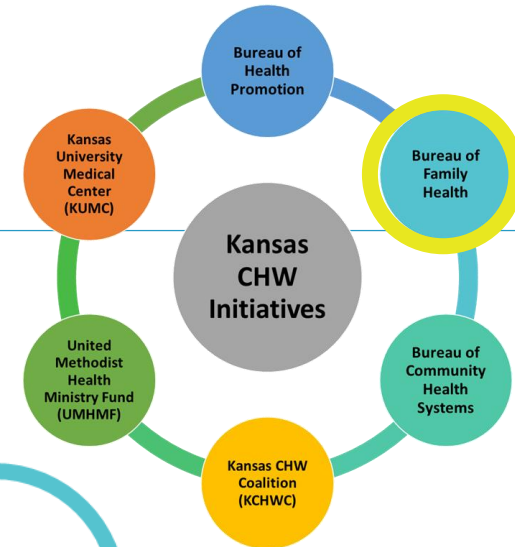 Bureau of
Health
Promotion
Bureau of
Family
Health
Bureau of
Community
Health
Systems
Kansas CHW
Coalition
(KCHWC)
United
Methodist
Health
Ministry Fund
(UMHMF)
Kansas
University
Medical
Center
(KUMC)
Kansas
CHW
Initiatives